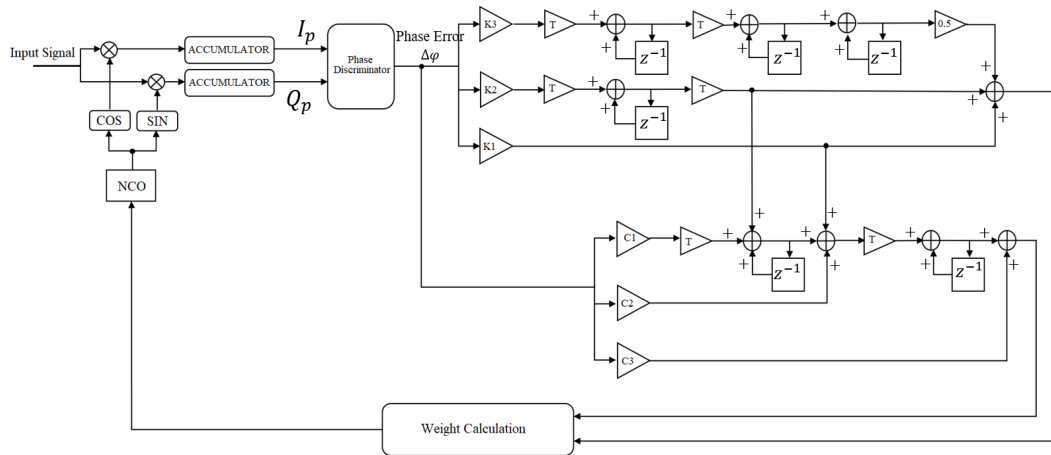 Input Signal
ACCUMULATOR
ACCUMULATOR
I_p
Q_p
Phase
Discriminator
Phase Error
Δφ
COS
SIN
NCO
K3
T
+
+
Z⁻¹
T
+
+
Z⁻¹
+
+
Z⁻¹
0.5
+
K2
T
+
+
Z⁻¹
T
+
+
K1
C1
T
+
+
+
Z⁻¹
+
+
+
T
+
+
Z⁻¹
+
+
C2
C3
Weight Calculation